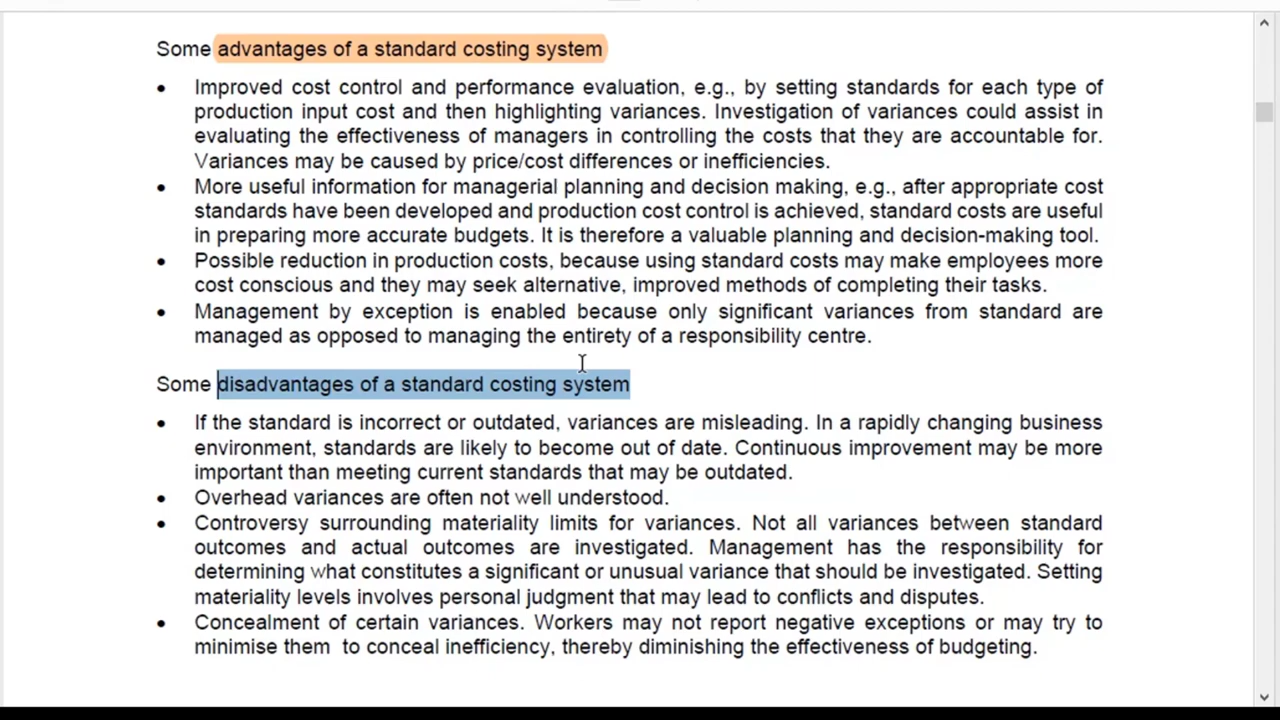 Some advantages of a standard costing system
• Improved cost control and performance evaluation, e.g., by setting standards for each type of
production input cost and then highlighting variances. Investigation of variances could assist in
evaluating the effectiveness of managers in controlling the costs that they are accountable for.
Variances may be caused by price/cost differences or inefficiencies.
• More useful information for managerial planning and decision making, e.g., after appropriate cost
standards have been developed and production cost control is achieved, standard costs are useful
in preparing more accurate budgets. It is therefore a valuable planning and decision-making tool.
• Possible reduction in production costs, because using standard costs may make employees more
cost conscious and they may seek alternative, improved methods of completing their tasks.
• Management by exception is enabled because only significant variances from standard are
managed as opposed to managing the entirety of a responsibility centre.
Some disadvantages of a standard costing system
• If the standard is incorrect or outdated, variances are misleading. In a rapidly changing business
environment, standards are likely to become out of date. Continuous improvement may be more
important than meeting current standards that may be outdated.
• Overhead variances are often not well understood.
• Controversy surrounding materiality limits for variances. Not all variances between standard
outcomes and actual outcomes are investigated. Management has the responsibility for
determining what constitutes a significant or unusual variance that should be investigated. Setting
materiality levels involves personal judgment that may lead to conflicts and disputes.
• Concealment of certain variances. Workers may not report negative exceptions or may try to
minimise them to conceal inefficiency, thereby diminishing the effectiveness of budgeting.